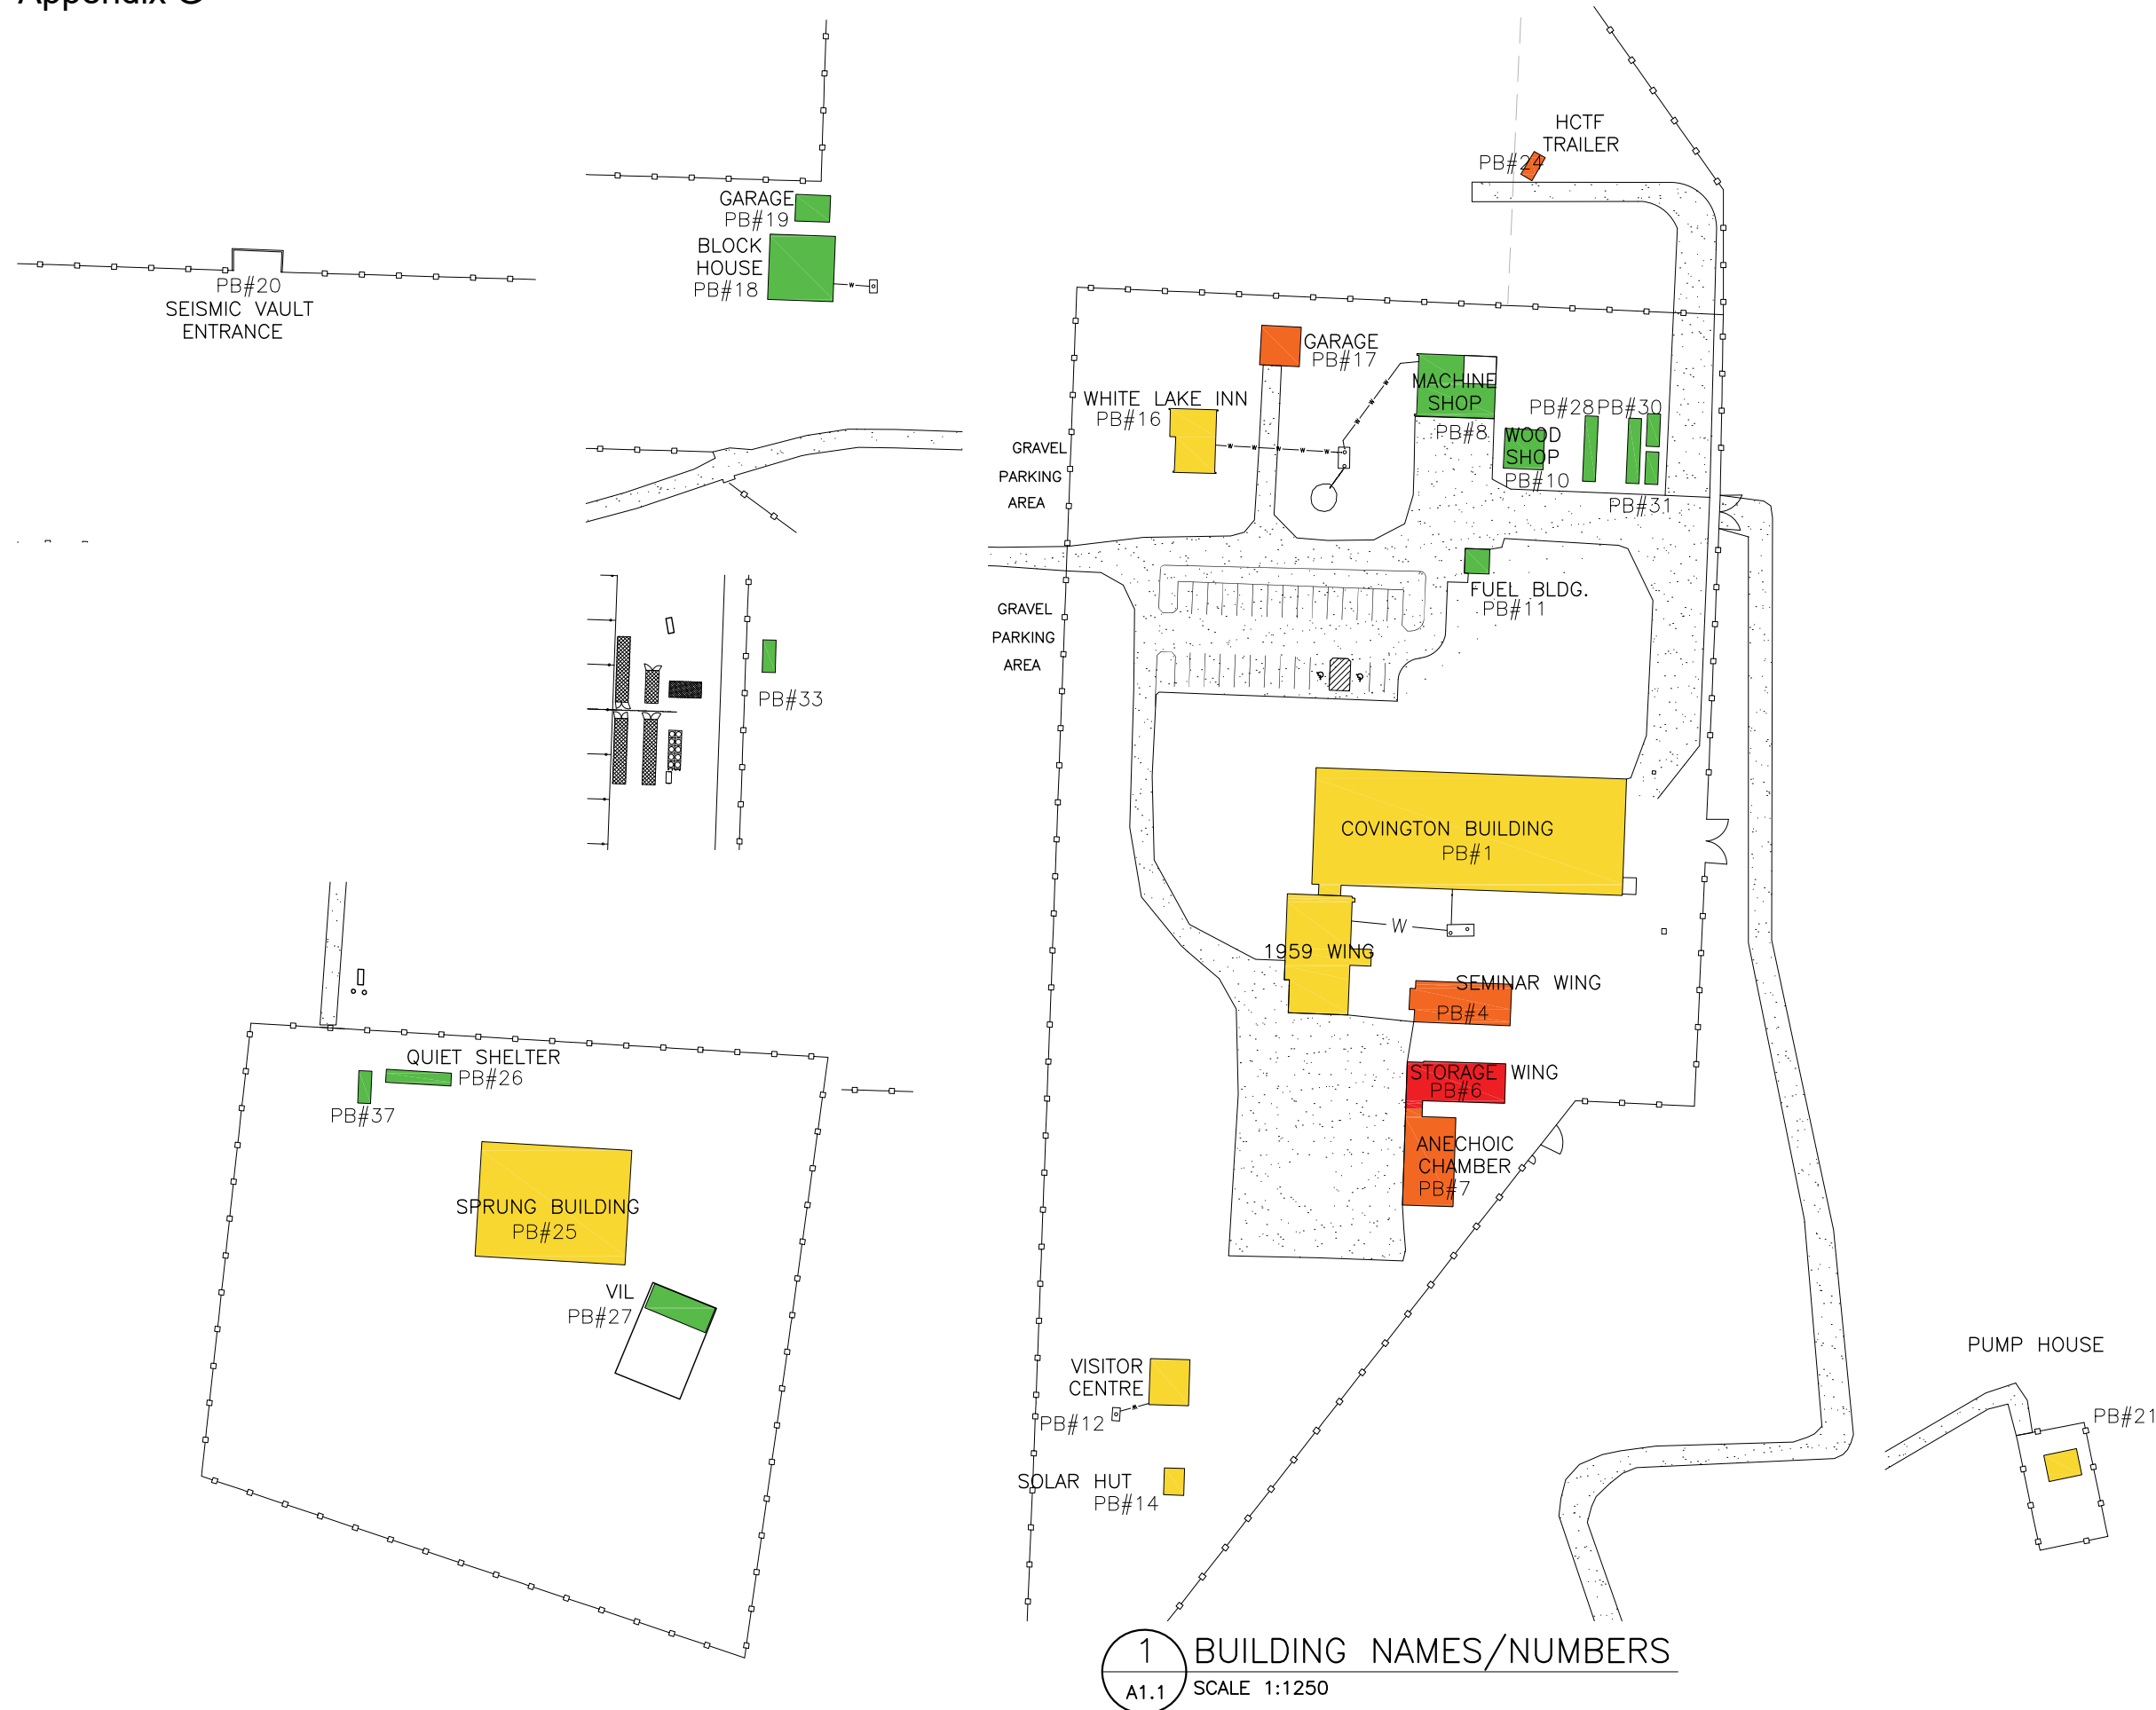 HCTF
TRAILER
PB#24
GARAGE
PB#19
BLOCK
HOUSE
PB#18
PB#20
SEISMIC VAULT
ENTRANCE
GARAGE
PB#17
WHITE LAKE INN
PB#16
MACHINE
SHOP
PB#8
PB#28
PB#30
WOOD
SHOP
PB#10
PB#31
GRAVEL
PARKING
AREA
FUEL BLDG.
PB#11
GRAVEL
PARKING
AREA
PB#33
COVINGTON BUILDING
PB#1
W
1959 WING
SEMINAR WING
PB#4
STORAGE WING
PB#6
ANECHOIC
CHAMBER
PB#7
QUIET SHELTER
PB#26
PB#37
SPRUNG BUILDING
PB#25
VIL
PB#27
VISITOR
CENTRE
PB#12
SOLAR HUT
PB#14
PUMP HOUSE
PB#21
1
A1.1
BUILDING NAMES/NUMBERS
SCALE 1:1250